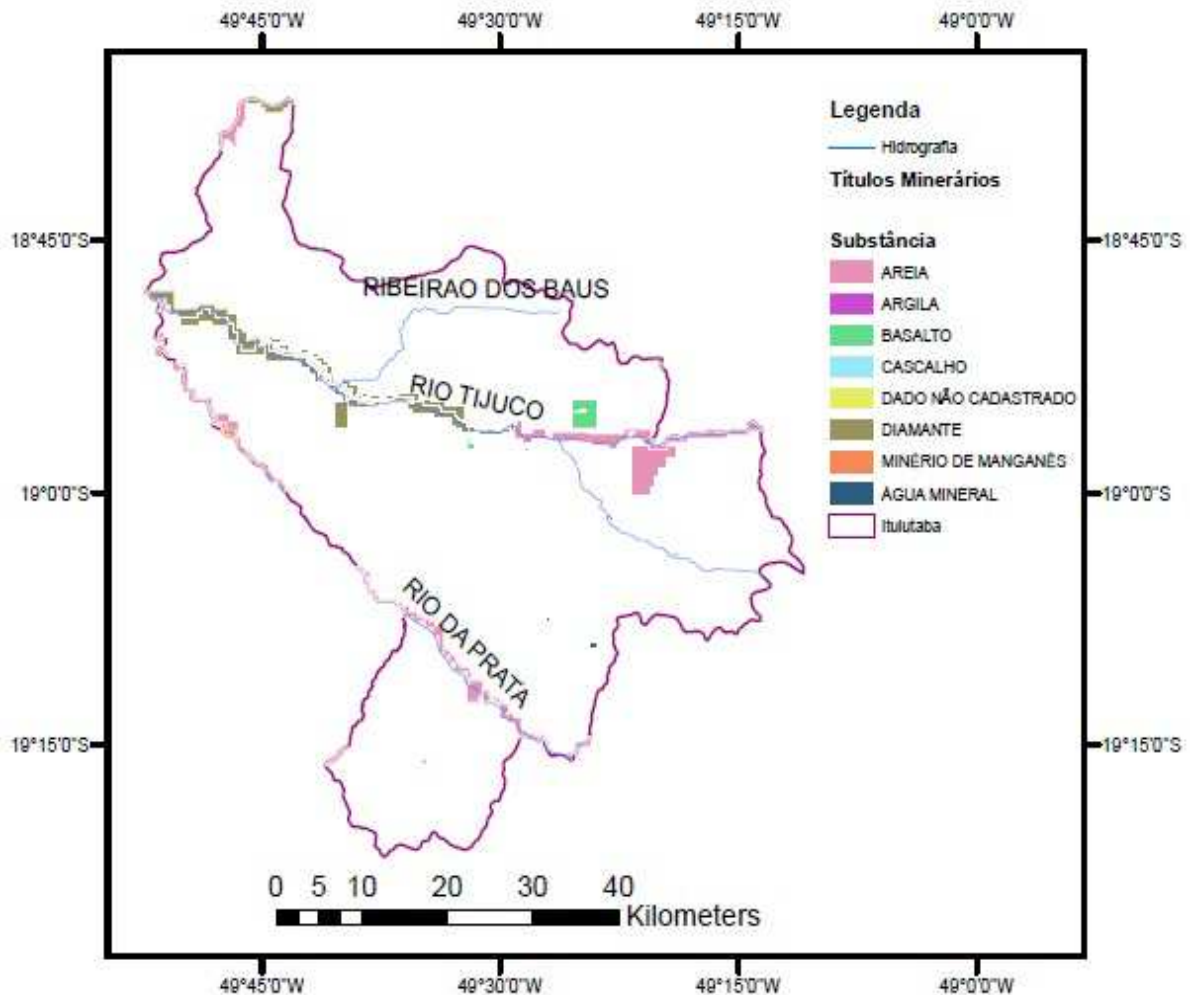 49°45'0"W 49°30'0"W 49°15'0"W 49°0'0"W
Legenda
Hidrografia
Títulos Minerários
Substância
AREIA
ARGILA
BASALTO
CASCALHO
DADO NÃO CADASTRADO
DIAMANTE
MINÉRIO DE MANGANÊS
ÁGUA MINERAL
Ituiutaba
18°45'0"S 18°45'0"S
RIBEIRAO DOS BAUS
RIO TIJUCO
19°0'0"S 19°0'0"S
RIO DA PRATA
19°15'0"S 19°15'0"S
0 5 10 20 30 40
Kilometers
49°45'0"W 49°30'0"W 49°15'0"W 49°0'0"W